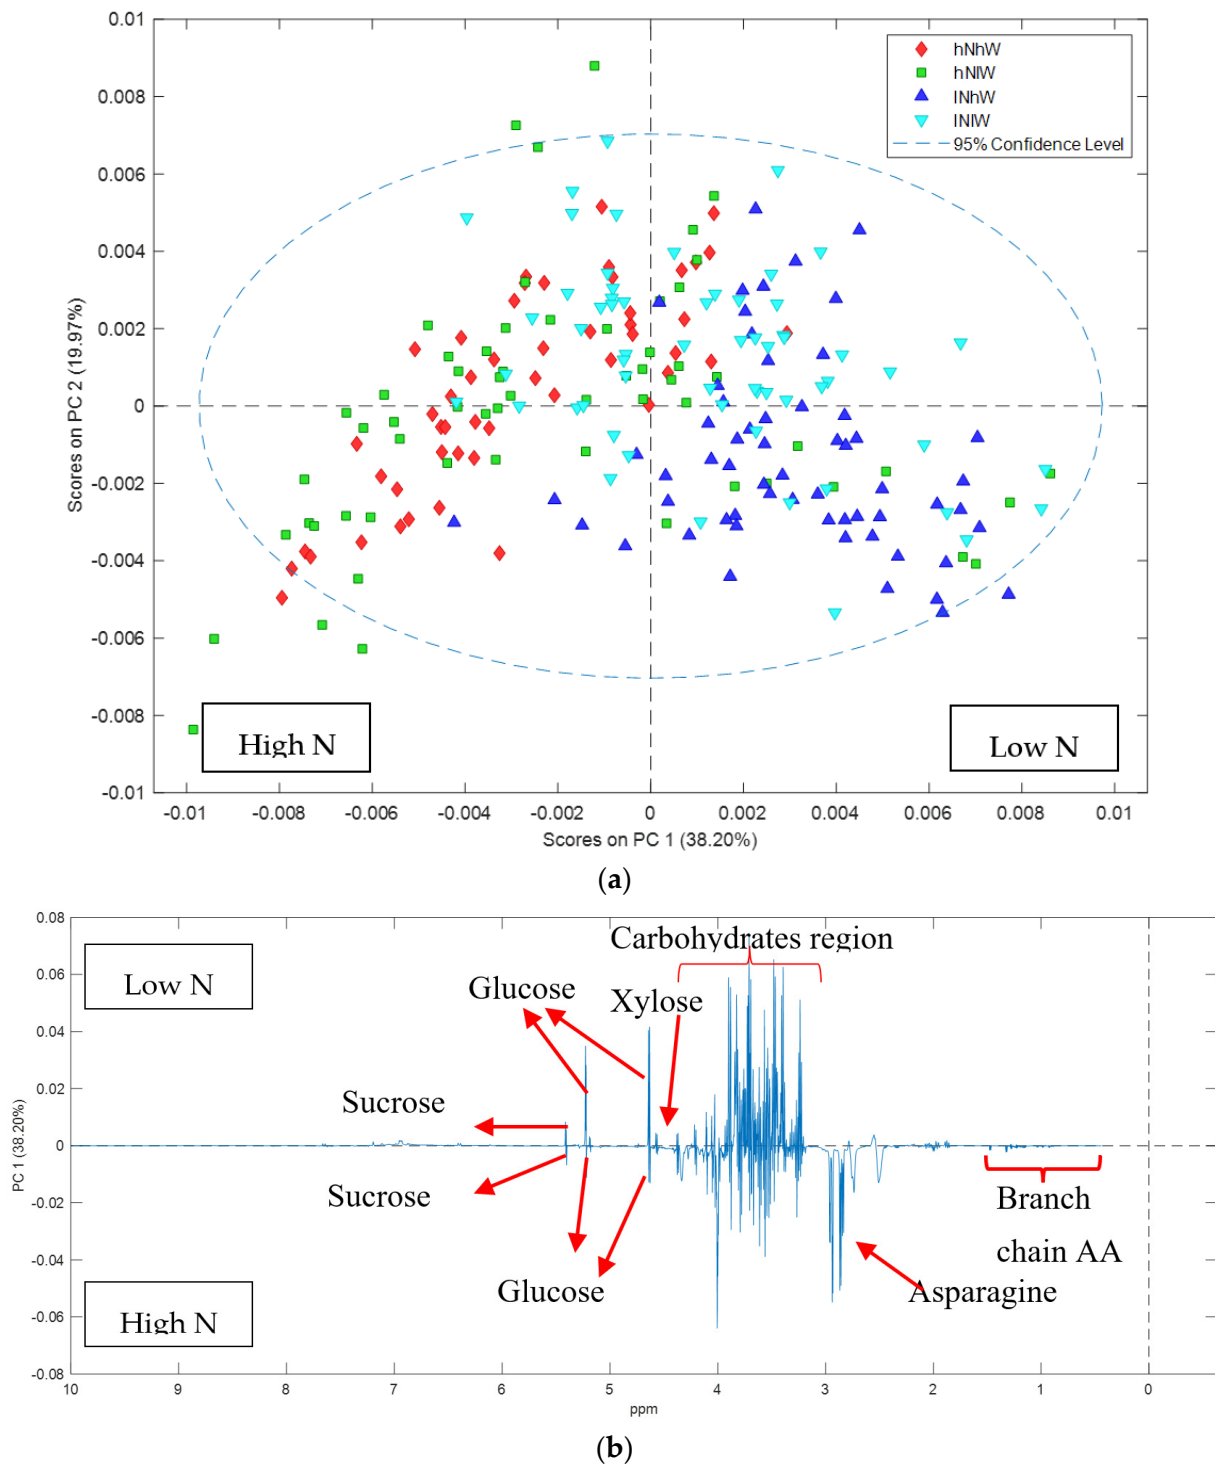 0.01
0.008
0.006
0.004
0.002
0
-0.002
-0.004
-0.006
-0.008
-0.01
Scores on PC 2 (19.97%)
hNhW
hNlW
lNhW
lNlW
95% Confidence Level
High N
Low N
-0.01
-0.008
-0.006
-0.004
-0.002
0
0.002
0.004
0.006
0.008
0.01
Scores on PC 1 (38.20%)
(a)
0.08
0.06
0.04
0.02
0
-0.02
-0.04
-0.06
-0.08
PC 1 (38.20%)
Low N
Carbohydrates region
Glucose
Xylose
Sucrose
Sucrose
Glucose
Branch
chain AA
Asparagine
High N
10
9
8
7
6
5
4
3
2
1
0
ppm
(b)